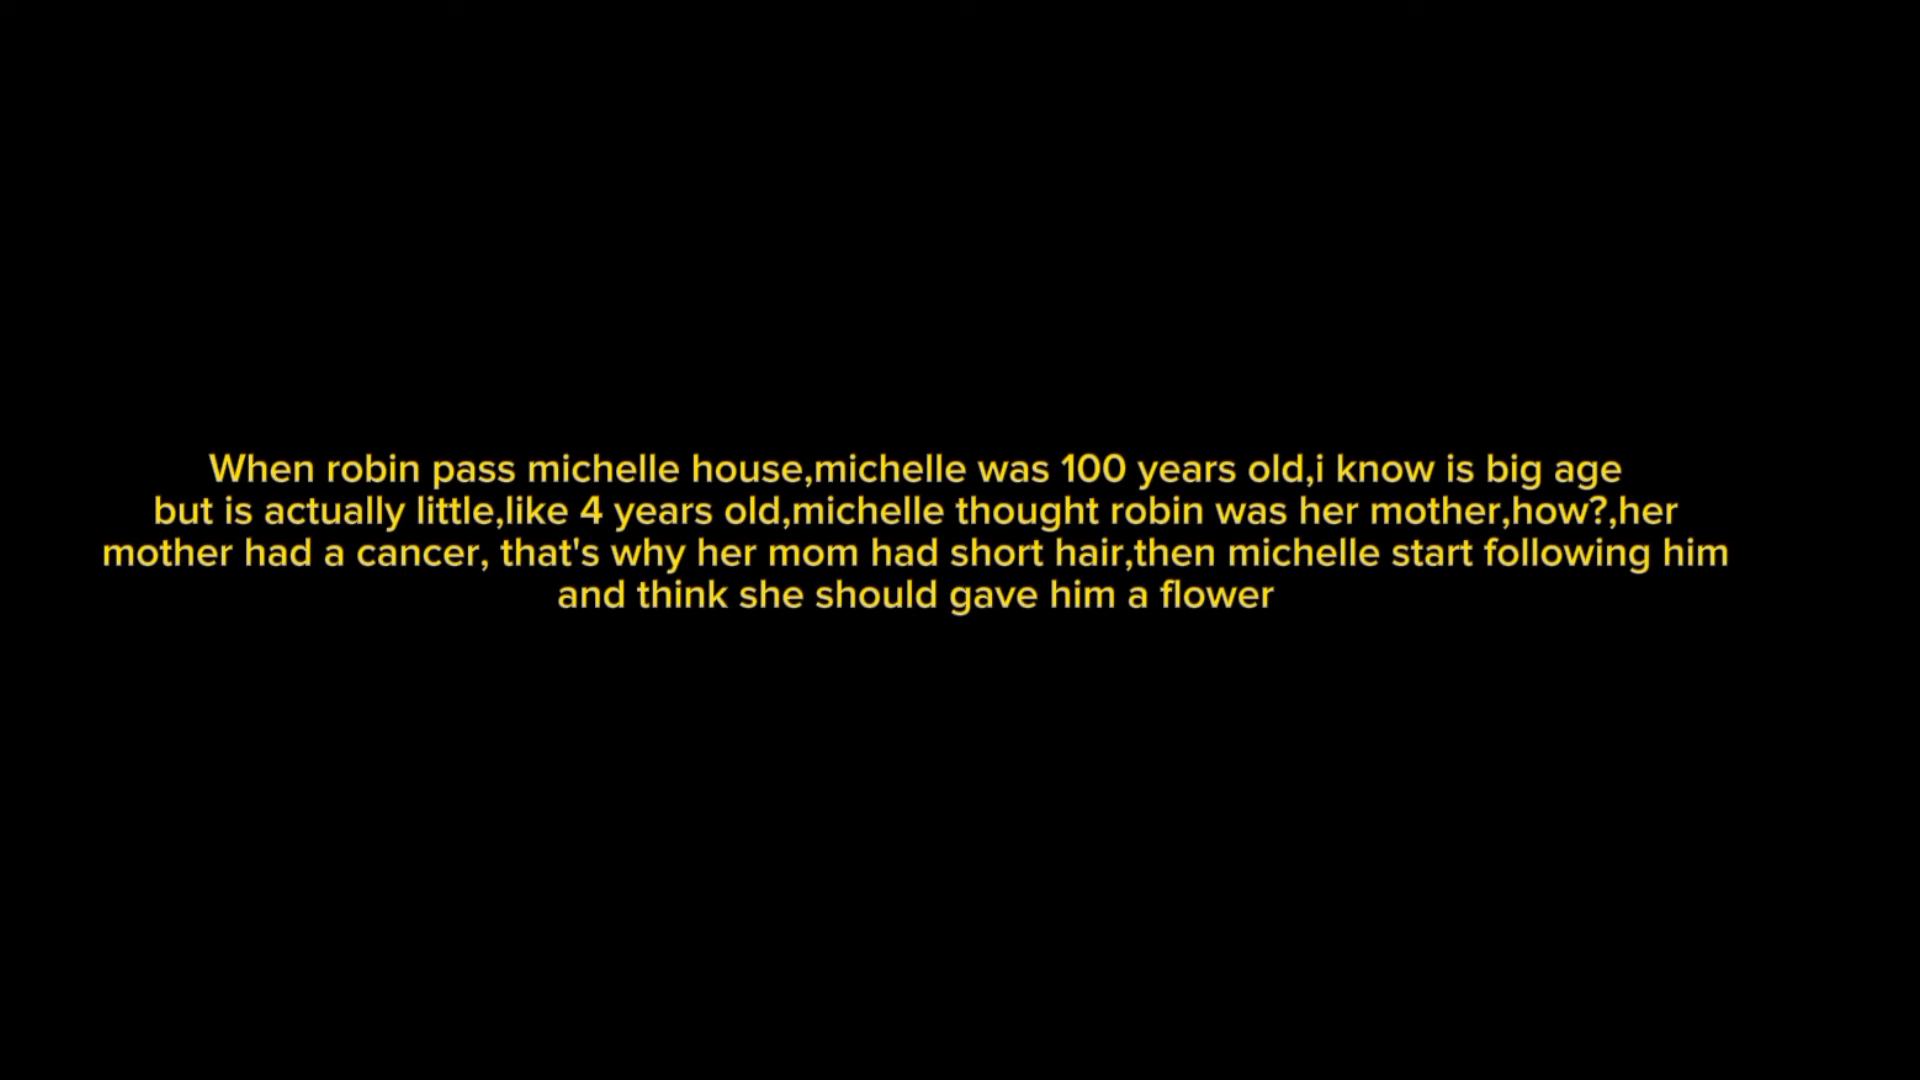 When robin pass michelle house,michelle was 100 years old,i know is big age
but is actually little,like 4 years old,michelle thought robin was her mother,how?,her
mother had a cancer, that's why her mom had short hair,then michelle start following him
and think she should gave him a flower